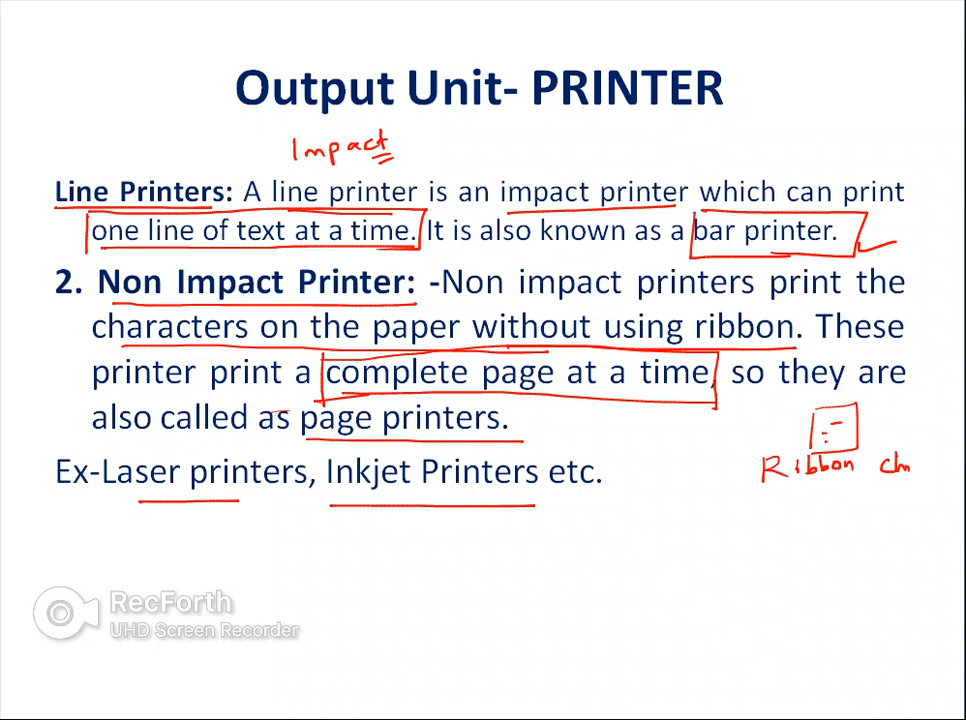 Output Unit- PRINTER
Impact
Line Printers: A line printer is an impact printer which can print
one line of text at a time. It is also known as a bar printer.
2. Non Impact Printer: -Non impact printers print the
characters on the paper without using ribbon. These
printer print a complete page at a time, so they are
also called as page printers.
Ribbon
Ex-Laser printers, Inkjet Printers etc.
RecForth
UHD Screen Recorder